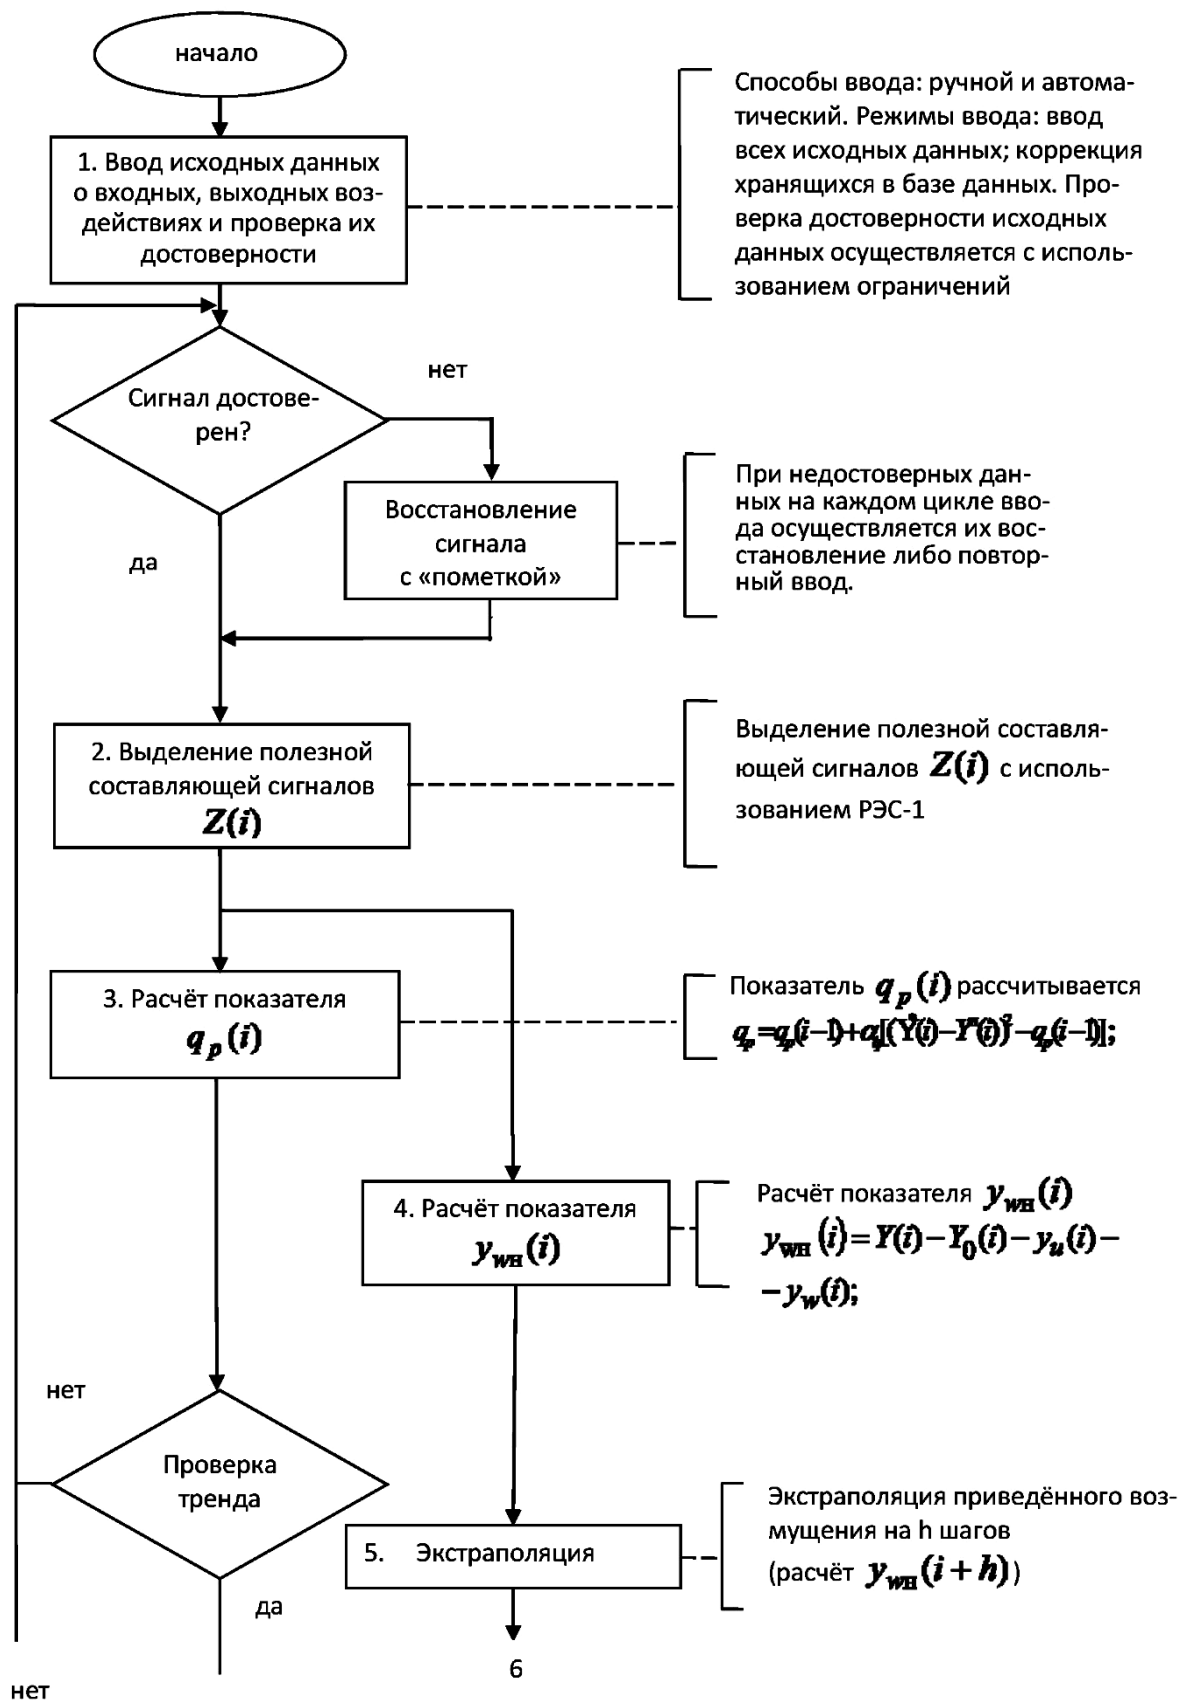 начало
1. Ввод исходных данных
о входных, выходных воз-
действиях и проверка их
достоверности
Способы ввода: ручной и автома-
тический. Режимы ввода: ввод
всех исходных данных; коррекция
хранящихся в базе данных. Про-
верка достоверности исходных
данных осуществляется с исполь-
зованием ограничений
Сигнал достове-
рен?
нет
да
Восстановление
сигнала
с «пометкой»
При недостоверных дан-
ных на каждом цикле вво-
да осуществляется их вос-
становление либо повтор-
ный ввод.
2. Выделение полезной
составляющей сигналов
Z(i)
Выделение полезной составля-
ющей сигналов Z(i) с исполь-
зованием РЭС-1
3. Расчёт показателя
q_p(i)
Показатель q_p(i) рассчитывается
4. Расчёт показателя
y_wн(i)
Расчёт показателя y_wн(i)
y_wн(i)=Y(i)−Y_0(i)−y_u(i)−
−y_w(i);
нет
Проверка
тренда
да
5. Экстраполяция
Экстраполяция приведённого воз-
мущения на h шагов
(расчёт y_wн(i+h))
6
нет